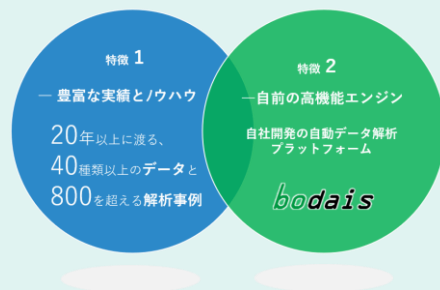 特徴 1
― 豊富な実績とノウハウ
20年以上に渡る、
40種類以上のデータと
800を超える解析事例
特徴 2
―自前の高機能エンジン
自社開発の自動データ解析
プラットフォーム
bodais